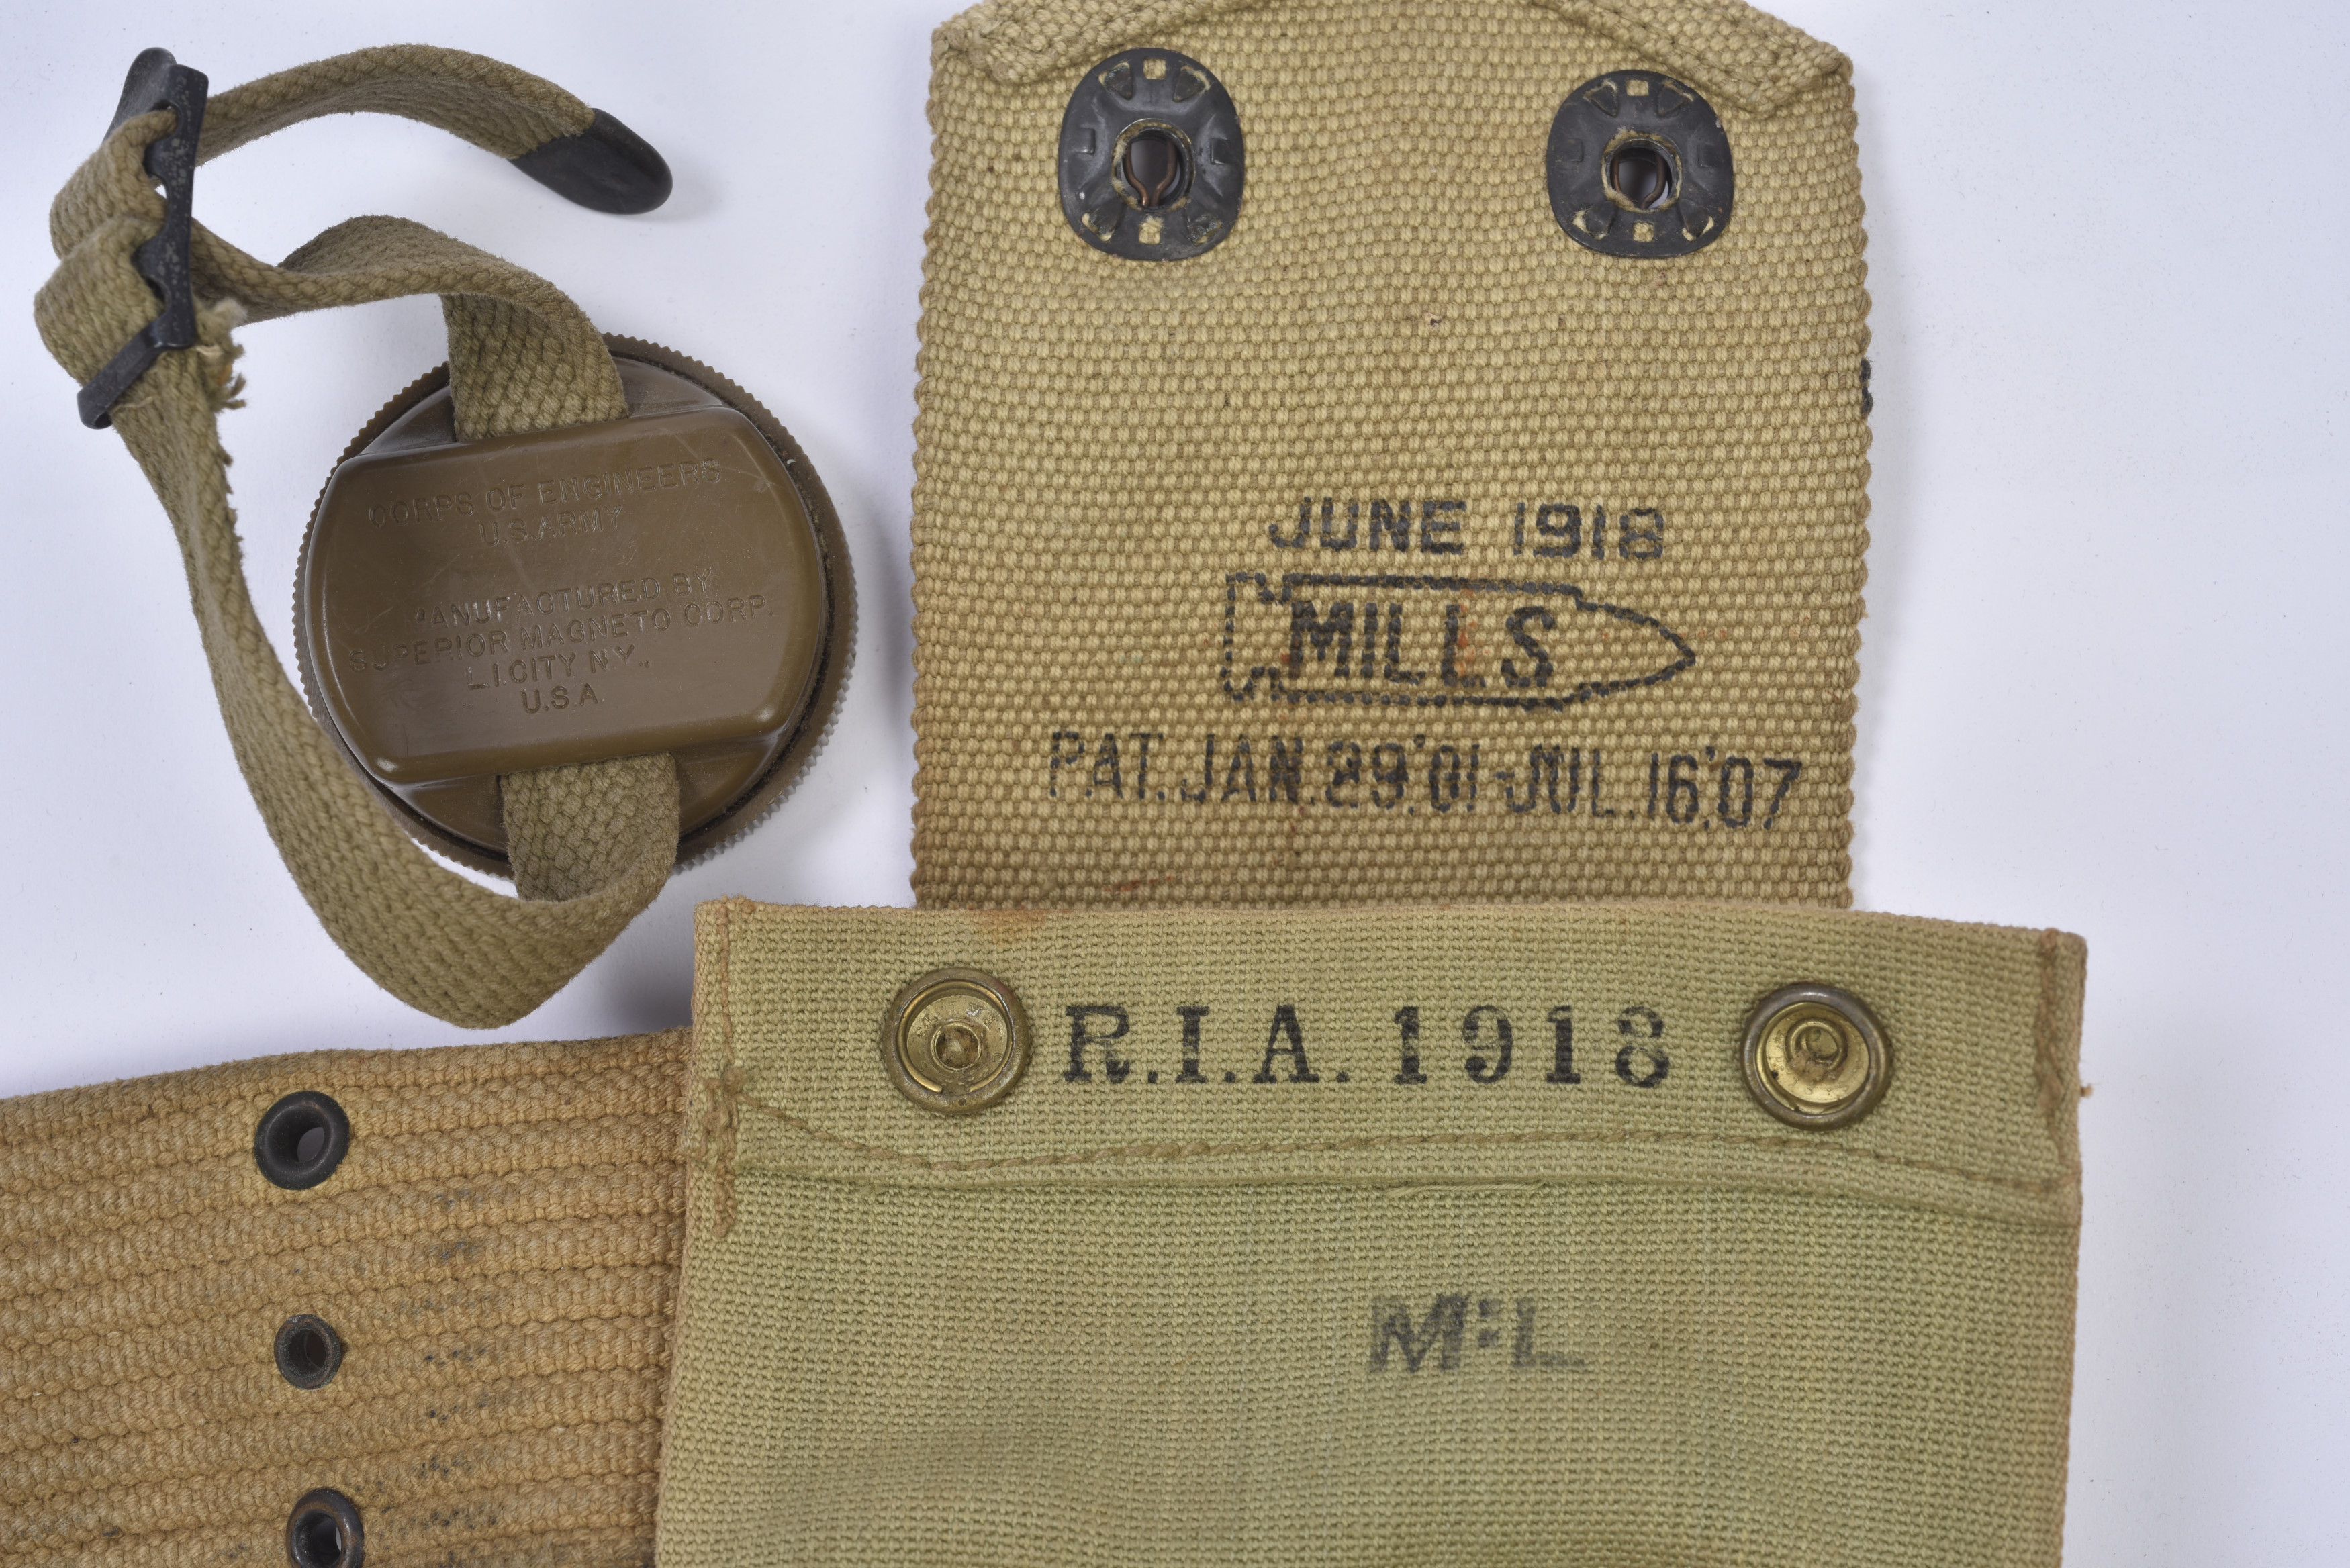 CORPS OF ENGINEERS
U.S. ARMY
MANUFACTURED BY
SUPERIOR MAGNETO CORP.
L.I. CITY N.Y.,
U.S.A.
JUNE 1918
MILLS
PAT. JAN. 29.'01-JUL. 16.'07
R.I.A. 1918
M:L